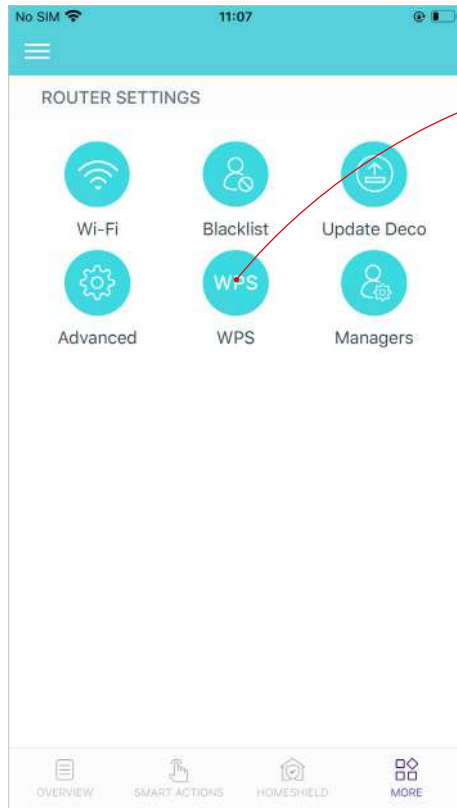 No SIM 11:07
ROUTER SETTINGS
Wi-Fi Blacklist Update Deco
WPS
Advanced WPS Managers
OVERVIEW SMART ACTIONS HOMESHIELD MORE